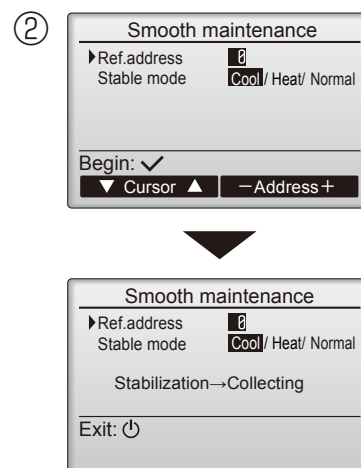 ②
Smooth maintenance
▶Ref.address 0
Stable mode Cool / Heat/ Normal
Begin: ✓
▼ Cursor ▲ −Address+
Smooth maintenance
▶Ref.address 0
Stable mode Cool / Heat/ Normal
Stabilization→Collecting
Exit: ⏻